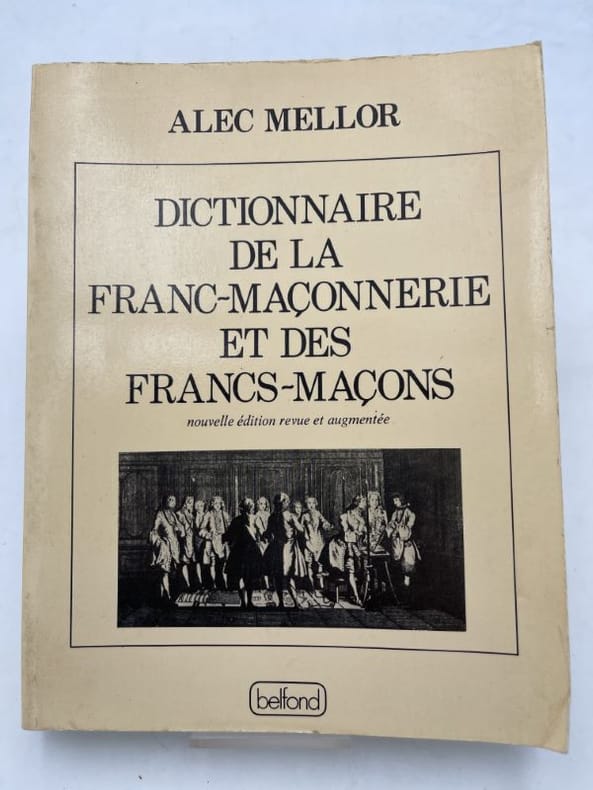 ALEC MELLOR
DICTIONNAIRE
DE LA
FRANC-MAÇONNERIE
ET DES
FRANCS-MAÇONS
nouvelle édition revue et augmentée
belfond